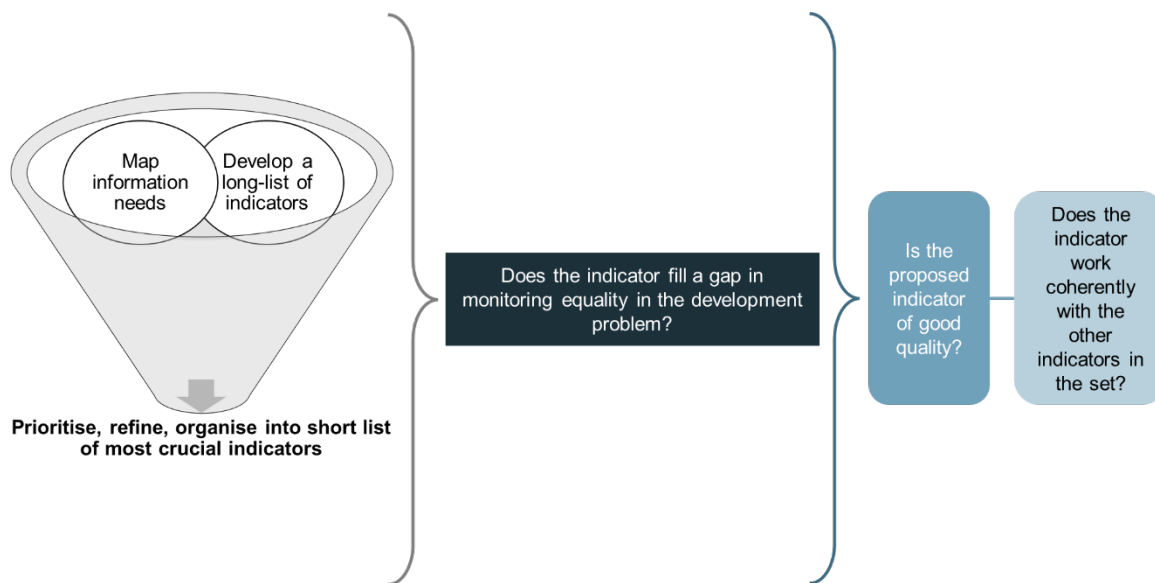 Map
information
needs
Develop a
long-list of
indicators
Prioritise, refine, organise into short list
of most crucial indicators
Does the indicator fill a gap in
monitoring equality in the development
problem?
Is the
proposed
indicator
of good
quality?
Does the
indicator
work
coherently
with the
other
indicators in
the set?